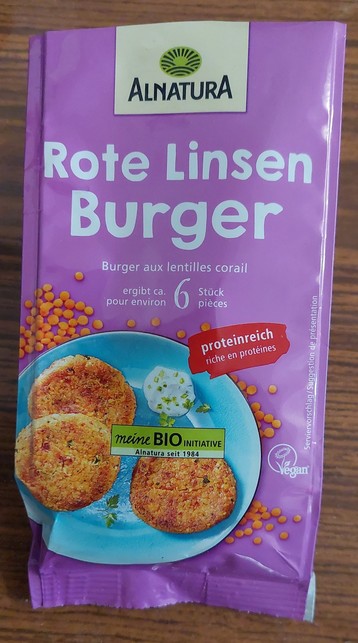 ALNATURA
Rote Linsen
Burger
Burger aux lentilles corail
ergibt ca.
pour environ
6
Stück
pièces
proteinreich
riche en protéines
Serviervorschlag/Suggestion de présentation
meine BIO INITIATIVE
Alnatura seit 1984
Vegan